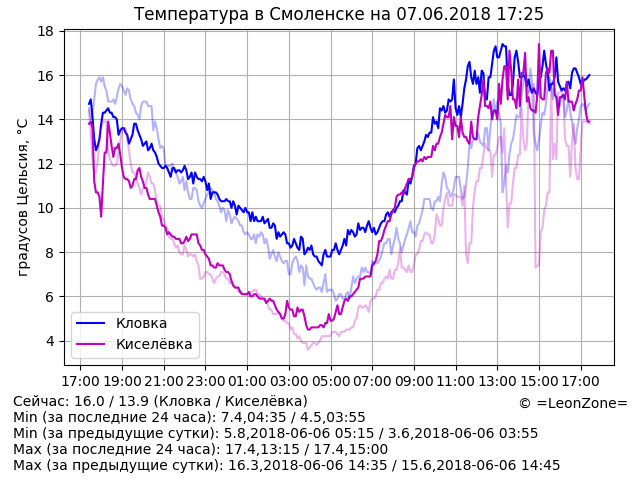 Температура в Смоленске на 07.06.2018 17:25
градусов Цельсия, °C
18
16
14
12
10
8
6
4
Кловка
Киселёвка
17:00 19:00 21:00 23:00 01:00 03:00 05:00 07:00 09:00 11:00 13:00 15:00 17:00
Сейчас: 16.0 / 13.9 (Кловка / Киселёвка)
© =LeonZone=
Min (за последние 24 часа): 7.4,04:35 / 4.5,03:55
Min (за предыдущие сутки): 5.8,2018-06-06 05:15 / 3.6,2018-06-06 03:55
Max (за последние 24 часа): 17.4,13:15 / 17.4,15:00
Max (за предыдущие сутки): 16.3,2018-06-06 14:35 / 15.6,2018-06-06 14:45